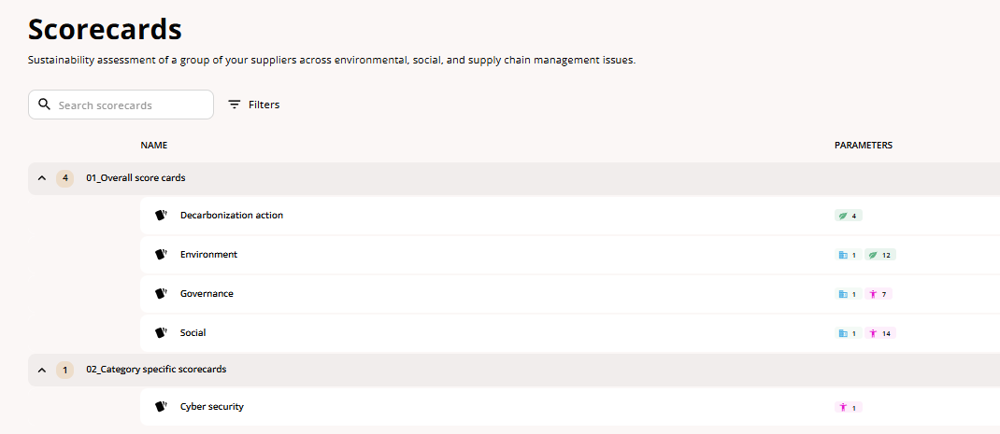 Scorecards
Sustainability assessment of a group of your suppliers across environmental, social, and supply chain management issues.
Search scorecards Filters
NAME PARAMETERS
4 01_Overall score cards
Decarbonization action 4
Environment 1 12
Governance 1 7
Social 1 14
1 02_Category specific scorecards
Cyber security 1